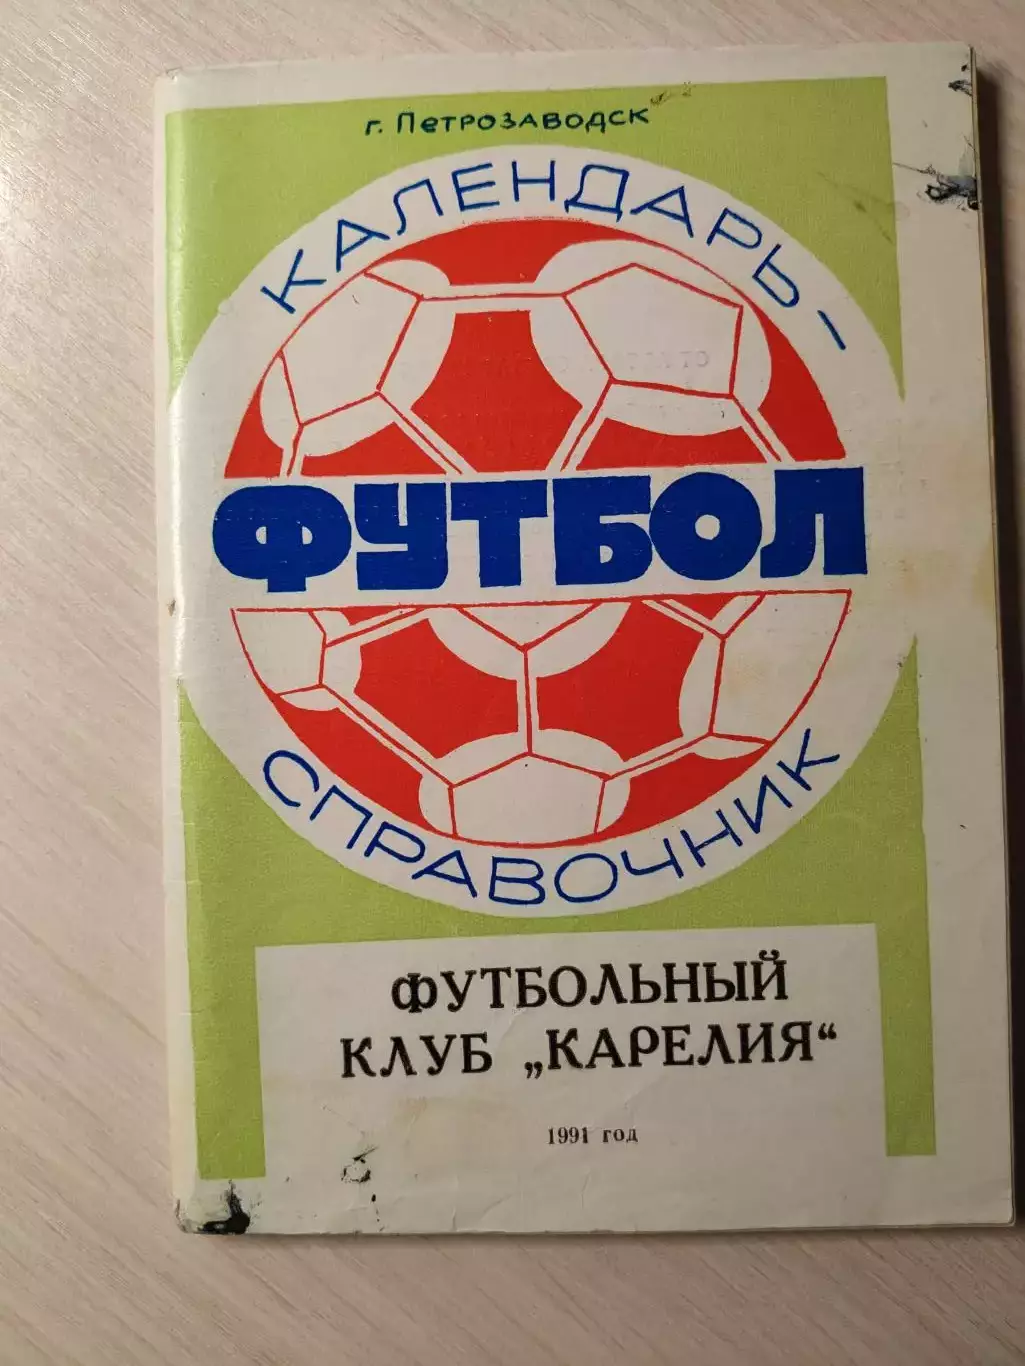 г. Петрозаводск
КАЛЕНДАРЬ-
ФУТБОЛ
СПРАВОЧНИК
ФУТБОЛЬНЫЙ
КЛУБ „КАРЕЛИЯ“
1991 год